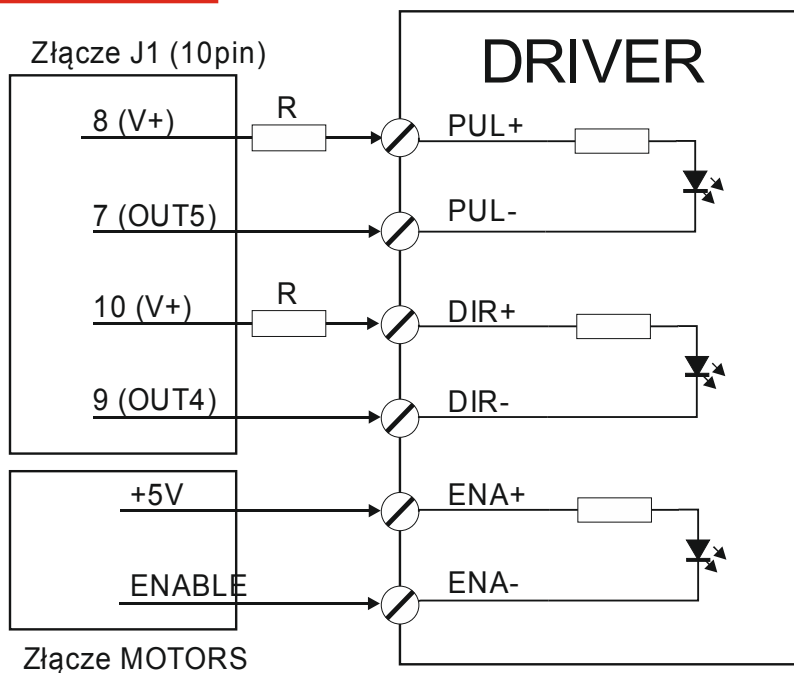 DRIVER
Złącze J1 (10pin)
8 (V+)
R
PUL+
7 (OUT5)
PUL-
10 (V+)
R
DIR+
9 (OUT4)
DIR-
+5V
ENA+
ENABLE
ENA-
Złącze MOTORS